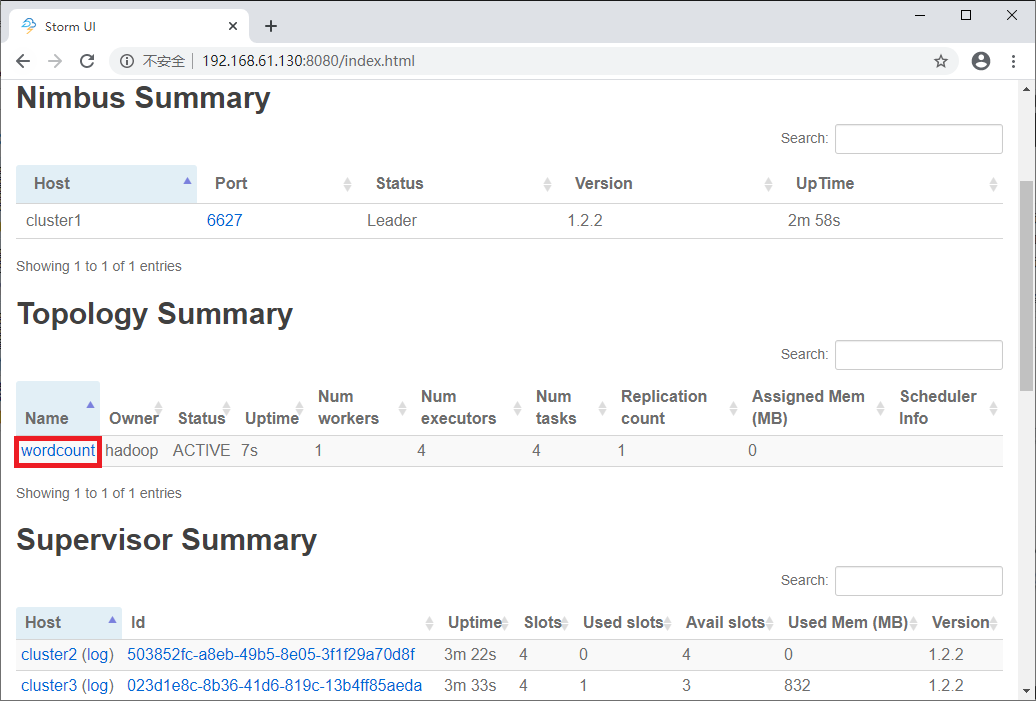 Storm UI
不安全 192.168.61.130:8080/index.html
Nimbus Summary
Search:
Host Port Status Version UpTime
cluster1 6627 Leader 1.2.2 2m 58s
Showing 1 to 1 of 1 entries
Topology Summary
Search:
Name Owner Status Uptime Num workers Num executors Num tasks Replication count Assigned Mem (MB) Scheduler Info
wordcount hadoop ACTIVE 7s 1 4 4 1 0
Showing 1 to 1 of 1 entries
Supervisor Summary
Search:
Host Id Uptime Slots Used slots Avail slots Used Mem (MB) Version
cluster2 (log) 503852fc-a8eb-49b5-8e05-3f1f29a70d8f 3m 22s 4 0 4 0 1.2.2
cluster3 (log) 023d1e8c-8b36-41d6-819c-13b4ff85aeda 3m 33s 4 1 3 832 1.2.2